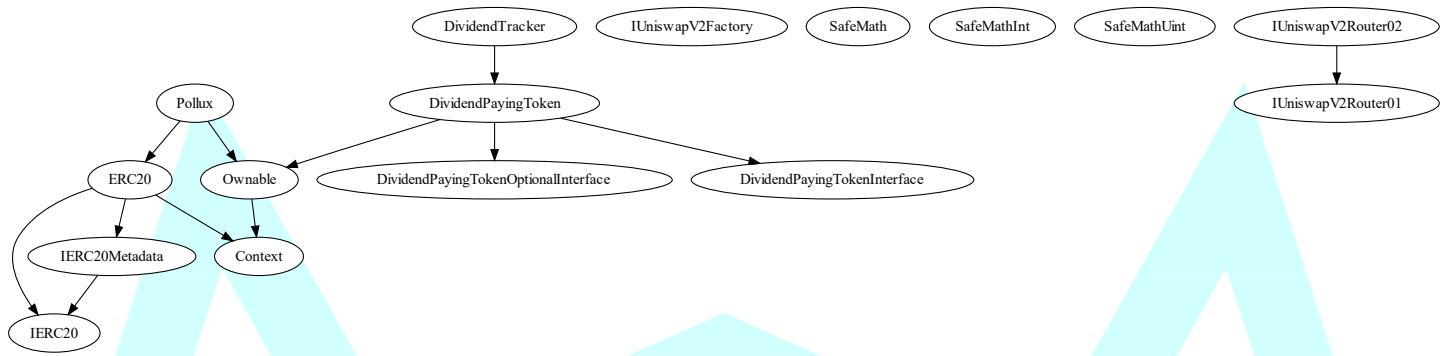 DividendTracker
IUniswapV2Factory
SafeMath
SafeMathInt
SafeMathUint
IUniswapV2Router02
Pollux
DividendPayingToken
IUniswapV2Router01
ERC20
Ownable
DividendPayingTokenOptionalInterface
DividendPayingTokenInterface
IERC20Metadata
Context
IERC20